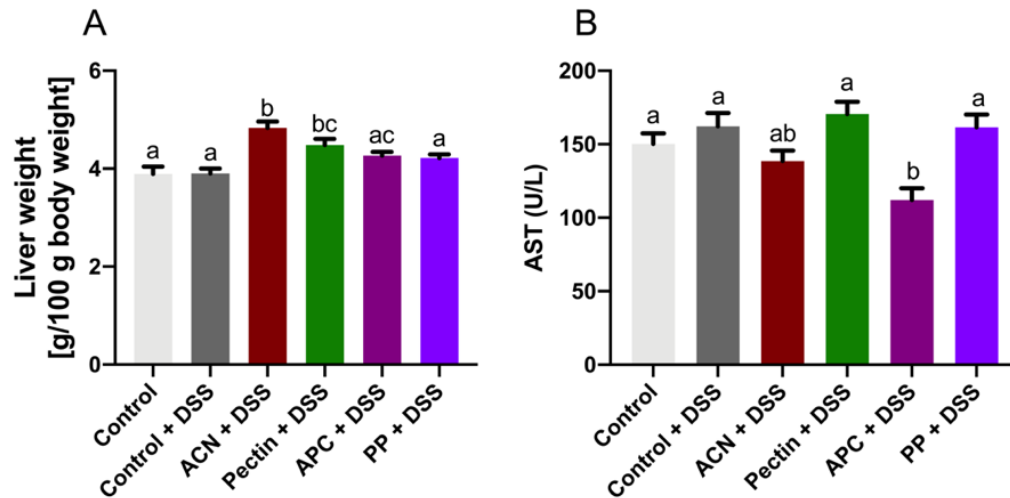 A
Liver weight
[g/100 g body weight]
6
4
2
0
a
a
b
bc
ac
a
Control
Control + DSS
ACN + DSS
Pectin + DSS
APC + DSS
PP + DSS
B
AST (U/L)
200
150
100
50
0
a
a
ab
a
b
a
Control
Control + DSS
ACN + DSS
Pectin + DSS
APC + DSS
PP + DSS